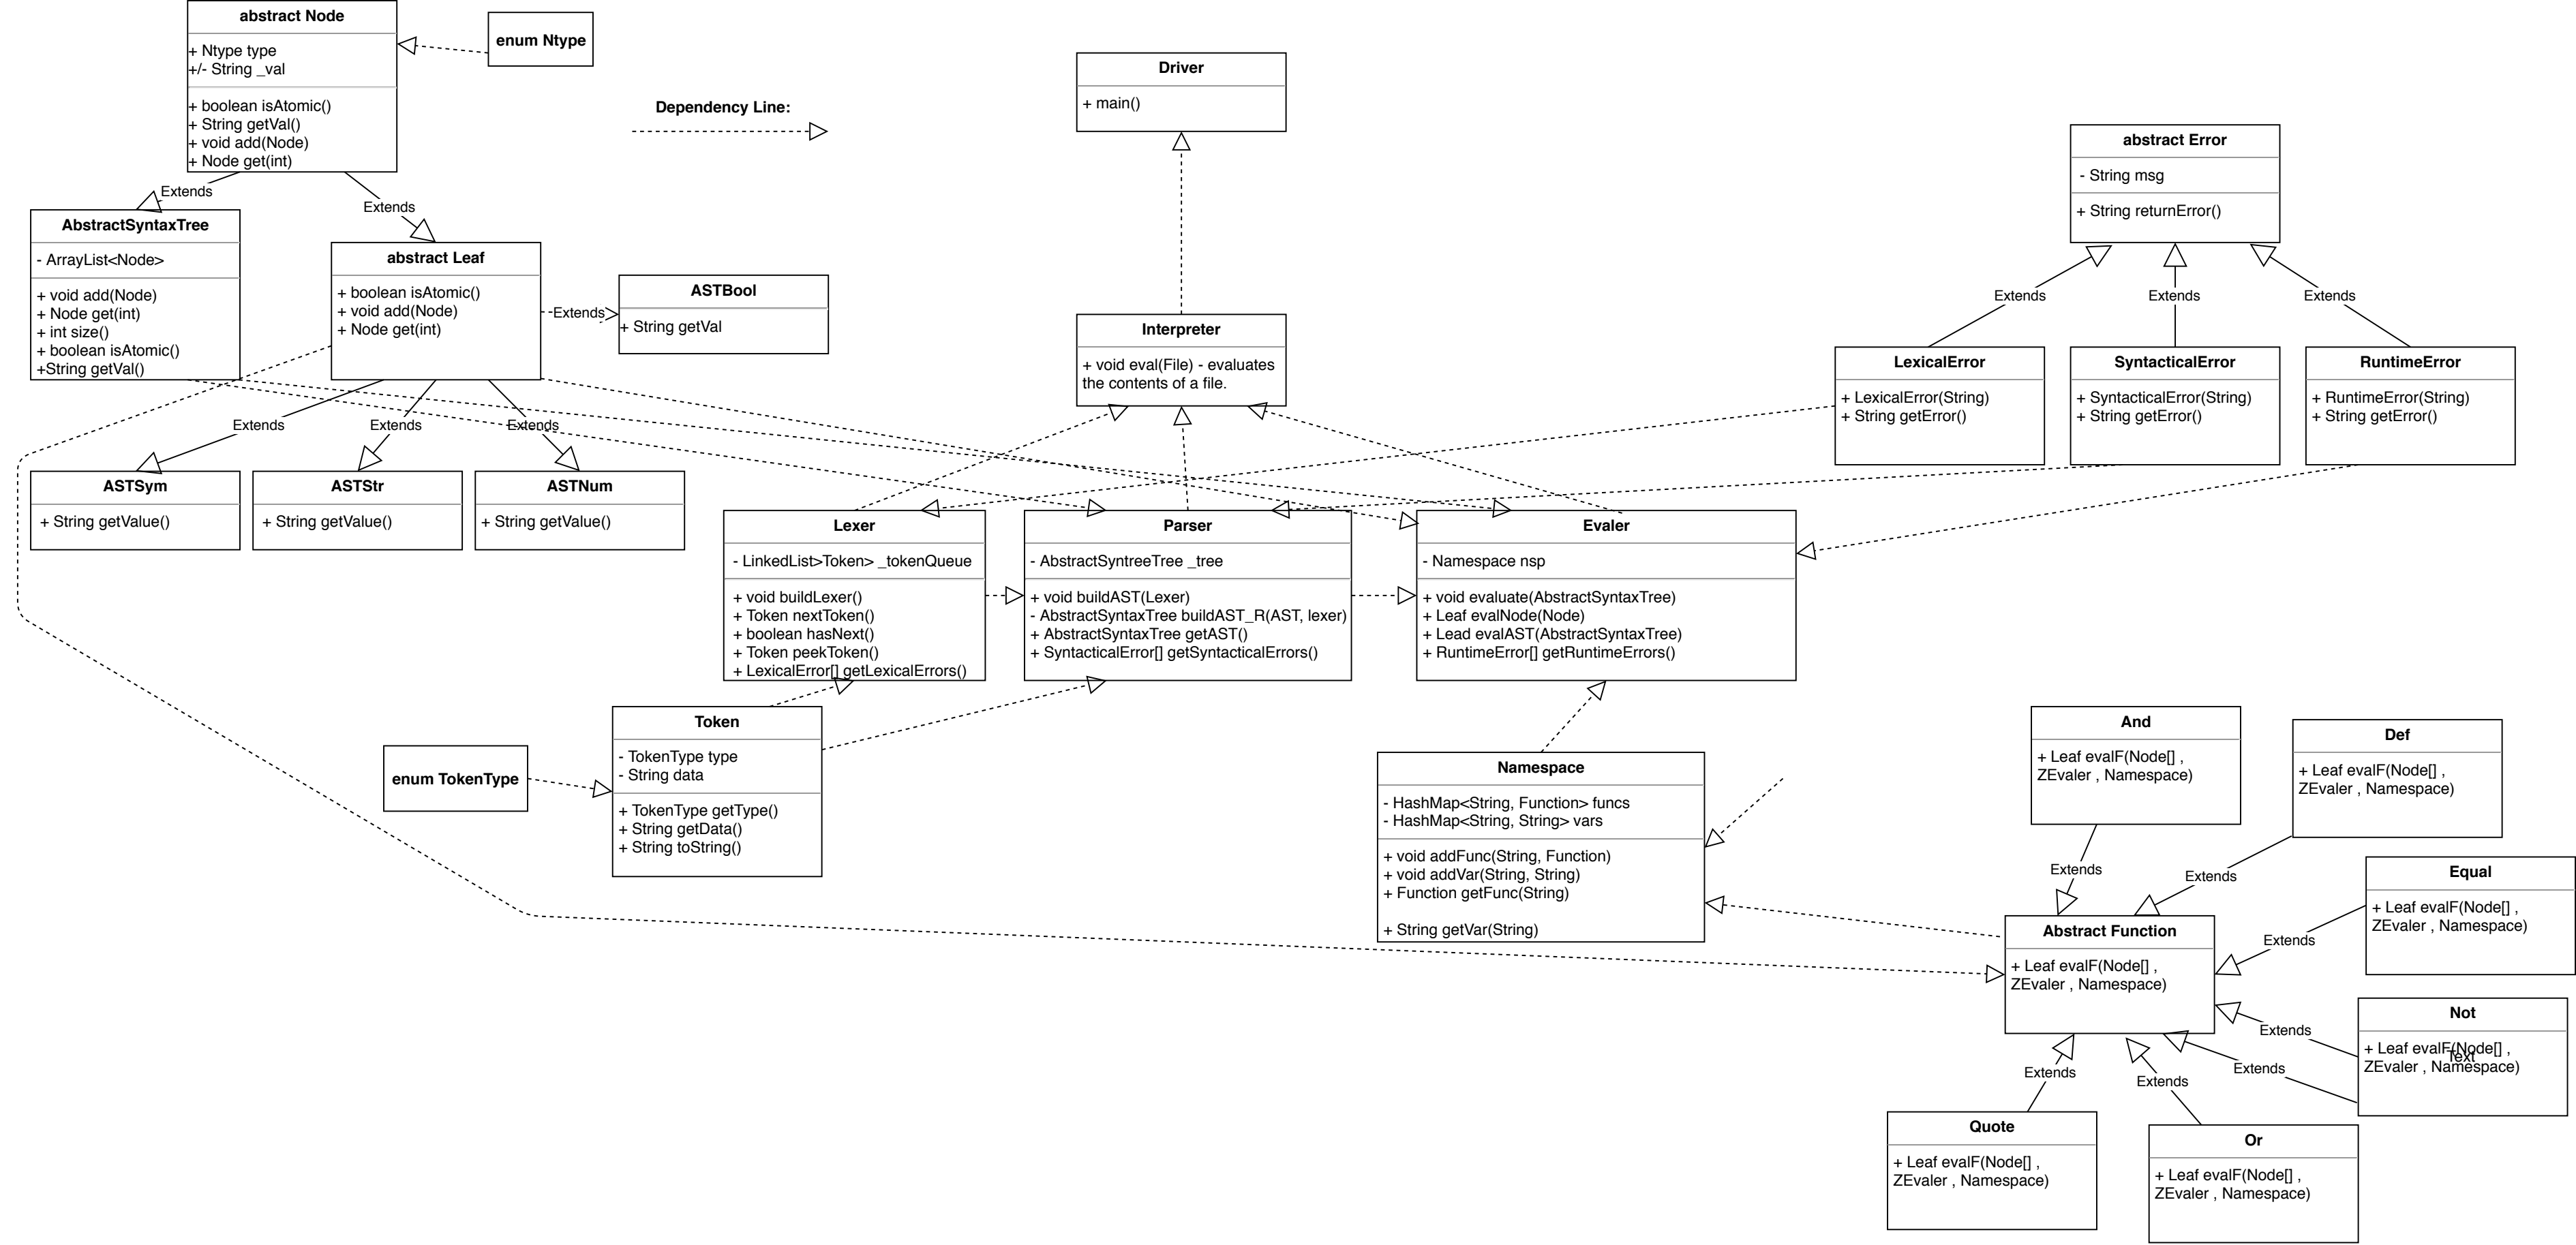 abstract Node
+ Ntype type
+/- String _val
+ boolean isAtomic()
+ String getVal()
+ void add(Node)
+ Node get(int)
enum Ntype
Dependency Line:
Driver
+ main()
abstract Error
- String msg
+ String returnError()
Extends
Extends
AbstractSyntaxTree
- ArrayList<Node>
+ void add(Node)
+ Node get(int)
+ int size()
+ boolean isAtomic()
+String getVal()
abstract Leaf
+ boolean isAtomic()
+ void add(Node)
+ Node get(int)
Extends
ASTBool
+ String getVal
Interpreter
+ void eval(File) - evaluates
the contents of a file.
Extends
Extends
Extends
LexicalError
+ LexicalError(String)
+ String getError()
SyntacticalError
+ SyntacticalError(String)
+ String getError()
RuntimeError
+ RuntimeError(String)
+ String getError()
Extends
Extends
Extends
ASTSym
+ String getValue()
ASTStr
+ String getValue()
ASTNum
+ String getValue()
Lexer
- LinkedList>Token> _tokenQueue
+ void buildLexer()
+ Token nextToken()
+ boolean hasNext()
+ Token peekToken()
+ LexicalError[] getLexicalErrors()
Parser
- AbstractSyntreeTree _tree
+ void buildAST(Lexer)
- AbstractSyntaxTree buildAST_R(AST, lexer)
+ AbstractSyntaxTree getAST()
+ SyntacticalError[] getSyntacticalErrors()
Evaler
- Namespace nsp
+ void evaluate(AbstractSyntaxTree)
+ Leaf evalNode(Node)
+ Lead evalAST(AbstractSyntaxTree)
+ RuntimeError[] getRuntimeErrors()
enum TokenType
Token
- TokenType type
- String data
+ TokenType getType()
+ String getData()
+ String toString()
Namespace
- HashMap<String, Function> funcs
- HashMap<String, String> vars
+ void addFunc(String, Function)
+ void addVar(String, String)
+ Function getFunc(String)
+ String getVar(String)
And
+ Leaf evalF(Node[] ,
ZEvaler , Namespace)
Def
+ Leaf evalF(Node[] ,
ZEvaler , Namespace)
Extends
Extends
Equal
+ Leaf evalF(Node[] ,
ZEvaler , Namespace)
Extends
Abstract Function
+ Leaf evalF(Node[] ,
ZEvaler , Namespace)
Not
+ Leaf evalF(Node[] ,
ZEvaler , Namespace)
Text
Extends
Extends
Extends
Extends
Quote
+ Leaf evalF(Node[] ,
ZEvaler , Namespace)
Or
+ Leaf evalF(Node[] ,
ZEvaler , Namespace)